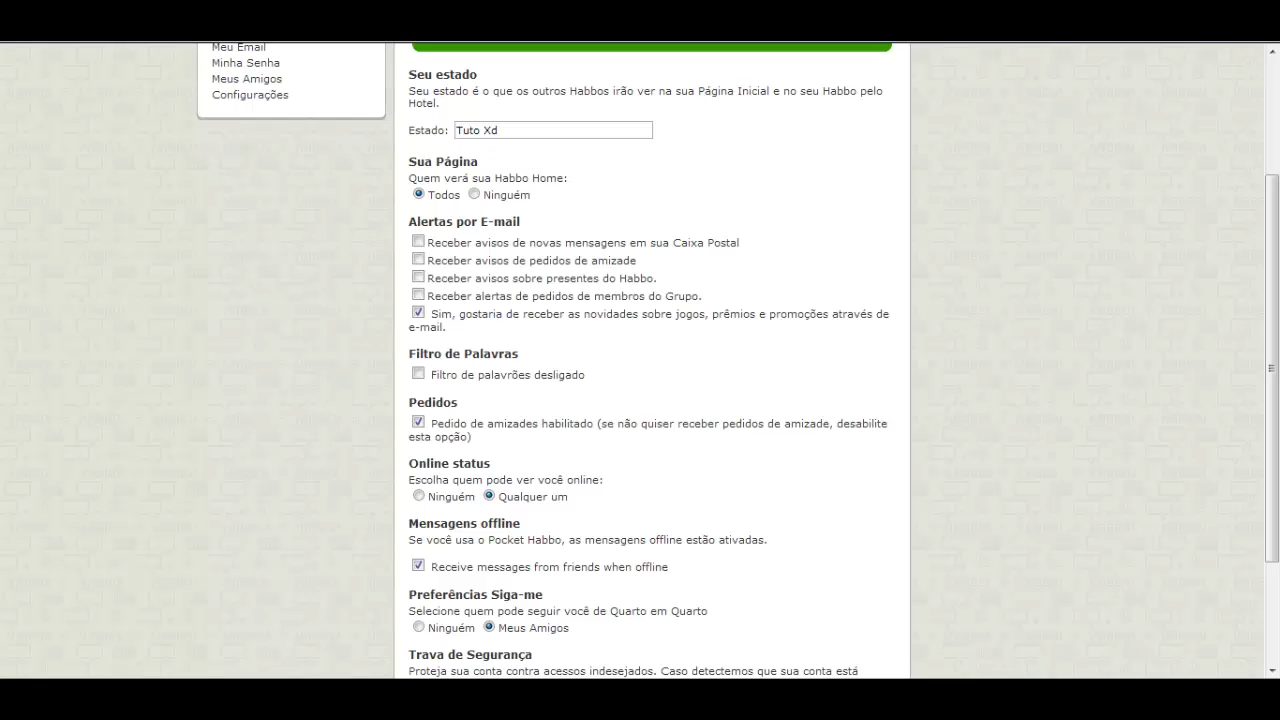 Meu Email
Minha Senha
Meus Amigos
Configurações
Seu estado
Seu estado é o que os outros Habbos irão ver na sua Página Inicial e no seu Habbo pelo
Hotel.
Estado: Tuto Xd
Sua Página
Quem verá sua Habbo Home:
Todos Ninguém
Alertas por E-mail
Receber avisos de novas mensagens em sua Caixa Postal
Receber avisos de pedidos de amizade
Receber avisos sobre presentes do Habbo.
Receber alertas de pedidos de membros do Grupo.
Sim, gostaria de receber as novidades sobre jogos, prêmios e promoções através de
e-mail.
Filtro de Palavras
Filtro de palavrões desligado
Pedidos
Pedido de amizades habilitado (se não quiser receber pedidos de amizade, desabilite
esta opção)
Online status
Escolha quem pode ver você online:
Ninguém Qualquer um
Mensagens offline
Se você usa o Pocket Habbo, as mensagens offline estão ativadas.
Receive messages from friends when offline
Preferências Siga-me
Selecione quem pode seguir você de Quarto em Quarto
Ninguém Meus Amigos
Trava de Segurança
Proteja sua conta contra acessos indesejados. Caso detectemos que sua conta está